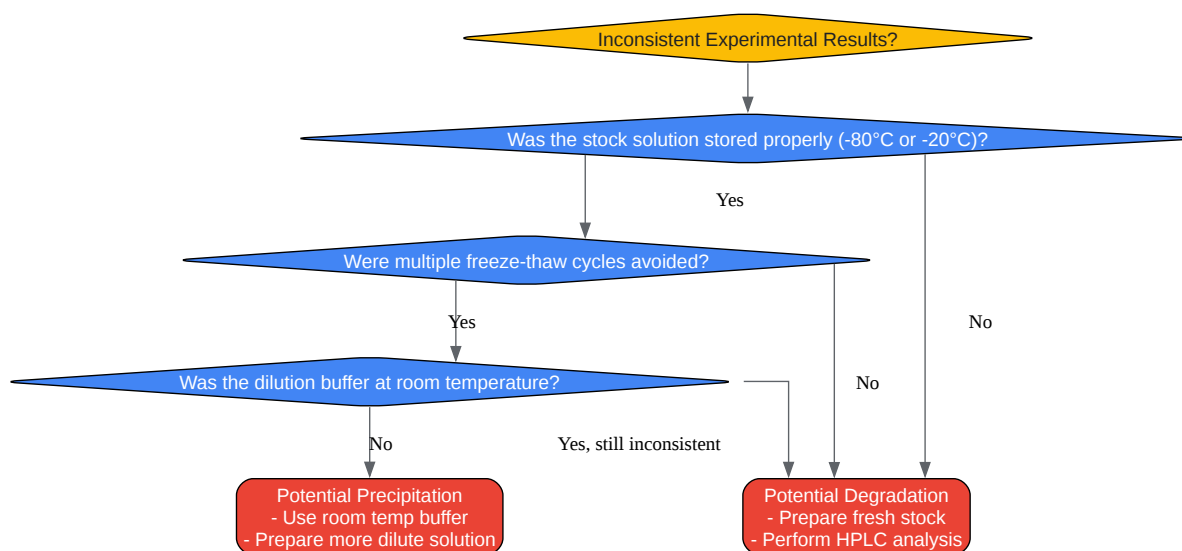 Inconsistent Experimental Results?
Was the stock solution stored properly (-80°C or -20°C)?
Yes
Were multiple freeze-thaw cycles avoided?
Yes
No
Was the dilution buffer at room temperature?
No
No
Yes, still inconsistent
Potential Precipitation
- Use room temp buffer
- Prepare more dilute solution
Potential Degradation
- Prepare fresh stock
- Perform HPLC analysis